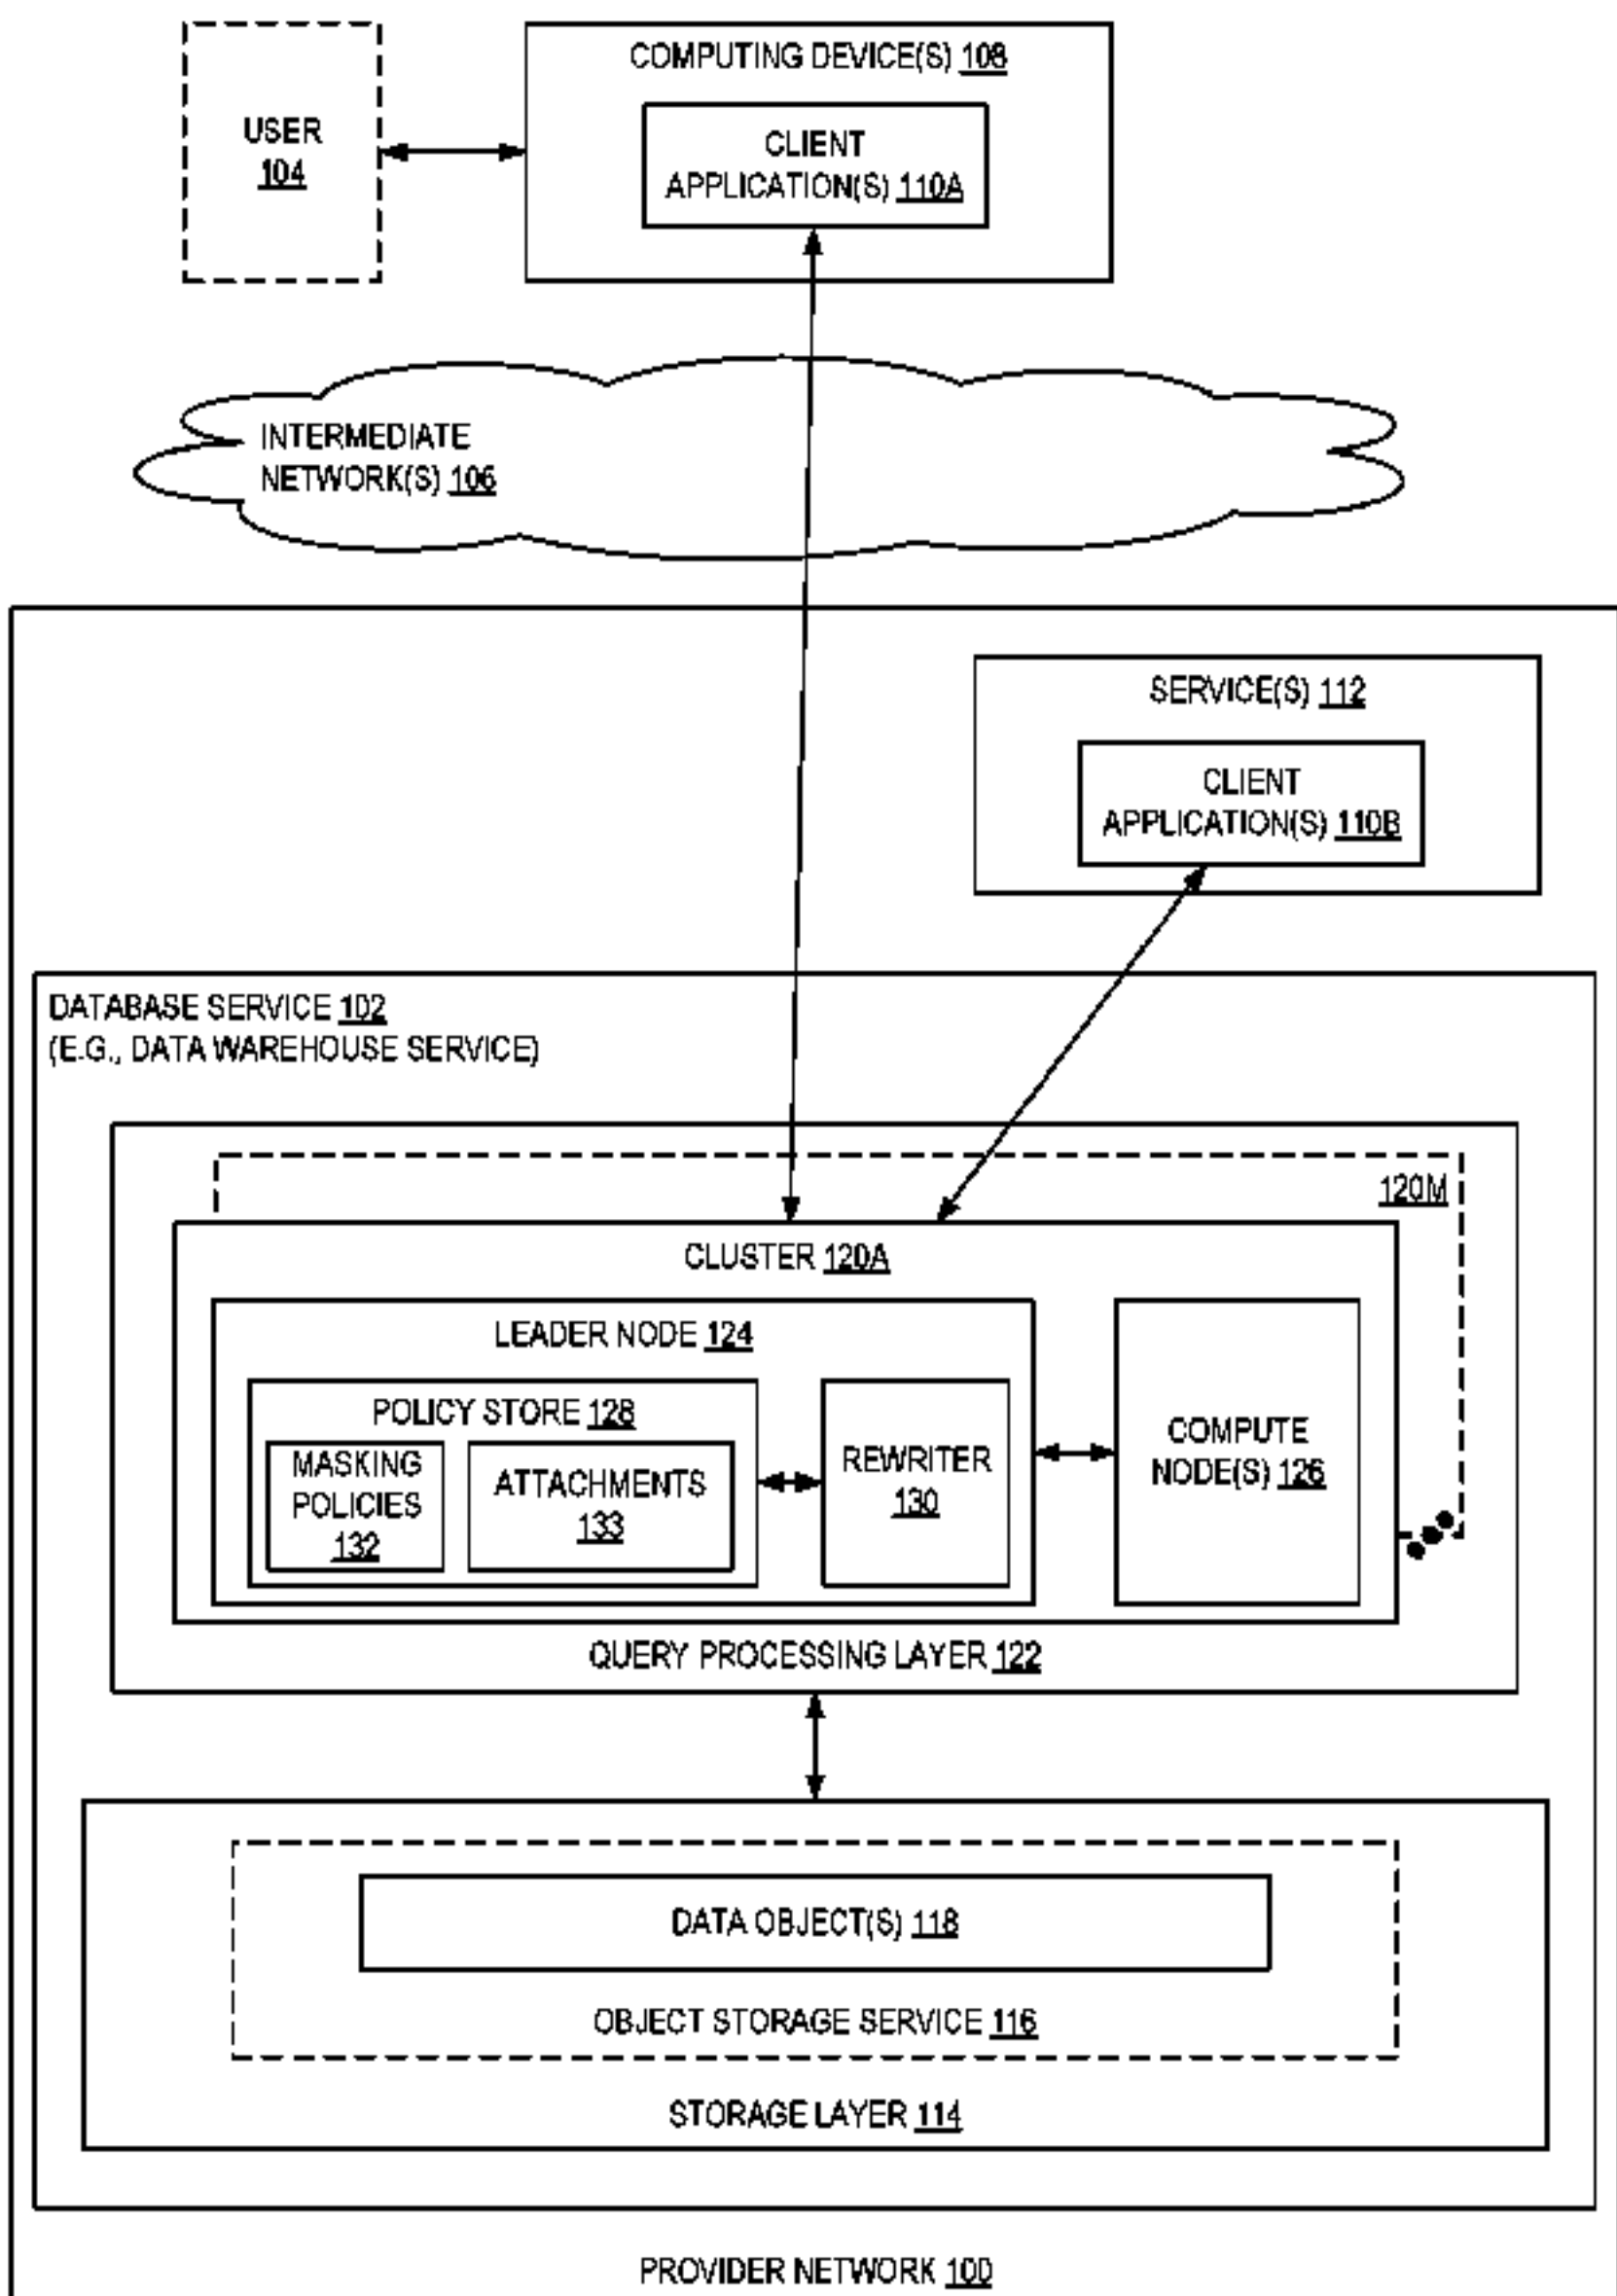 COMPUTING DEVICE(S) 108
USER
104
CLIENT
APPLICATION(S) 110A
INTERMEDIATE
NETWORK(S) 106
SERVICE(S) 112
CLIENT
APPLICATION(S) 110B
DATABASE SERVICE 102
(E.G., DATA WAREHOUSE SERVICE)
120M
CLUSTER 120A
LEADER NODE 124
POLICY STORE 128
MASKING
POLICIES
132
ATTACHMENTS
133
REWRITER
130
COMPUTE
NODE(S) 126
QUERY PROCESSING LAYER 122
DATA OBJECT(S) 118
OBJECT STORAGE SERVICE 116
STORAGE LAYER 114
PROVIDER NETWORK 100